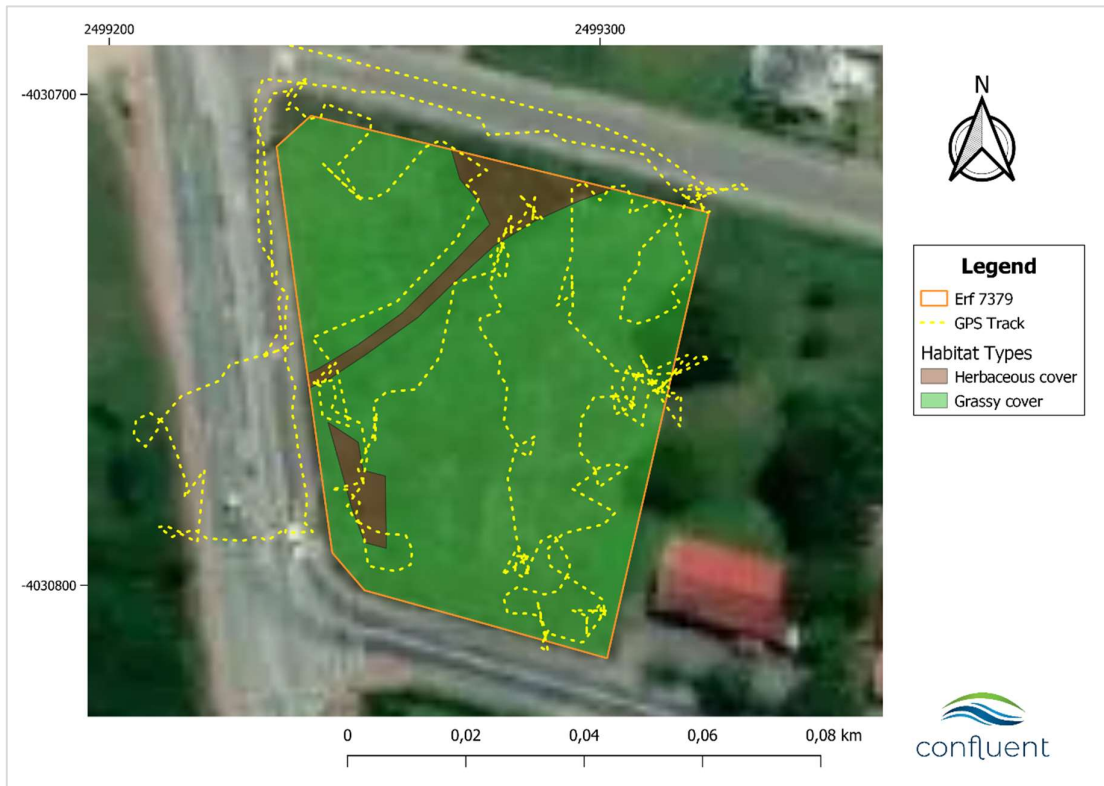 2499200
2499300
-4030700
-4030800
N
Legend
Erf 7379
GPS Track
Habitat Types
Herbaceous cover
Grassy cover
0 0,02 0,04 0,06 0,08 km
confluent